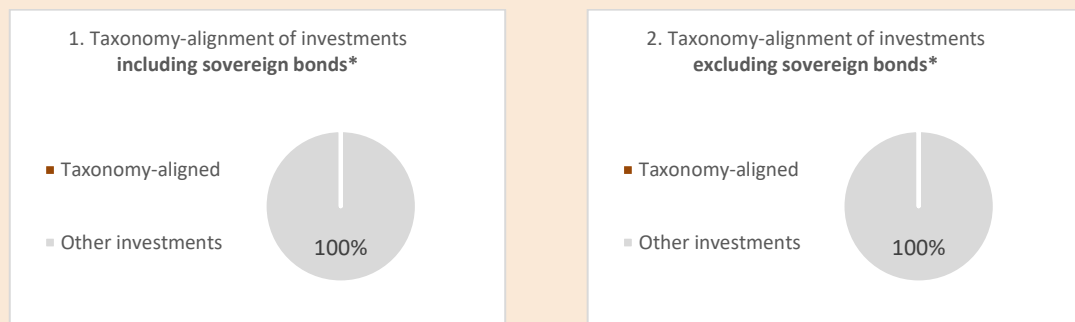 1. Taxonomy-alignment of investments
including sovereign bonds*
Taxonomy-aligned
Other investments
100%
2. Taxonomy-alignment of investments
excluding sovereign bonds*
Taxonomy-aligned
Other investments
100%